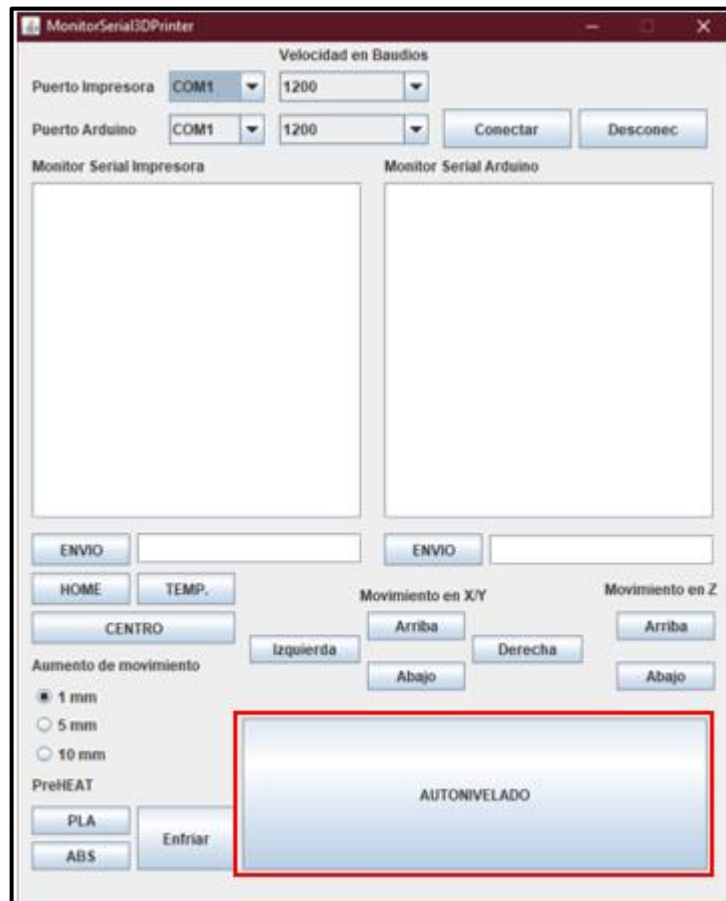 MonitorSerial3DPrinter
Velocidad en Baudios
Puerto Impresora COM1 1200
Puerto Arduino COM1 1200 Conectar Desconec
Monitor Serial Impresora Monitor Serial Arduino
ENVIO ENVIO
HOME TEMP.
Movimiento en X/Y Movimiento en Z
CENTRO Arriba Arriba
Izquierda Derecha
Aumento de movimiento Abajo Abajo
1 mm
5 mm
10 mm
PreHEAT
AUTONIVELADO
PLA
Enfriar
ABS